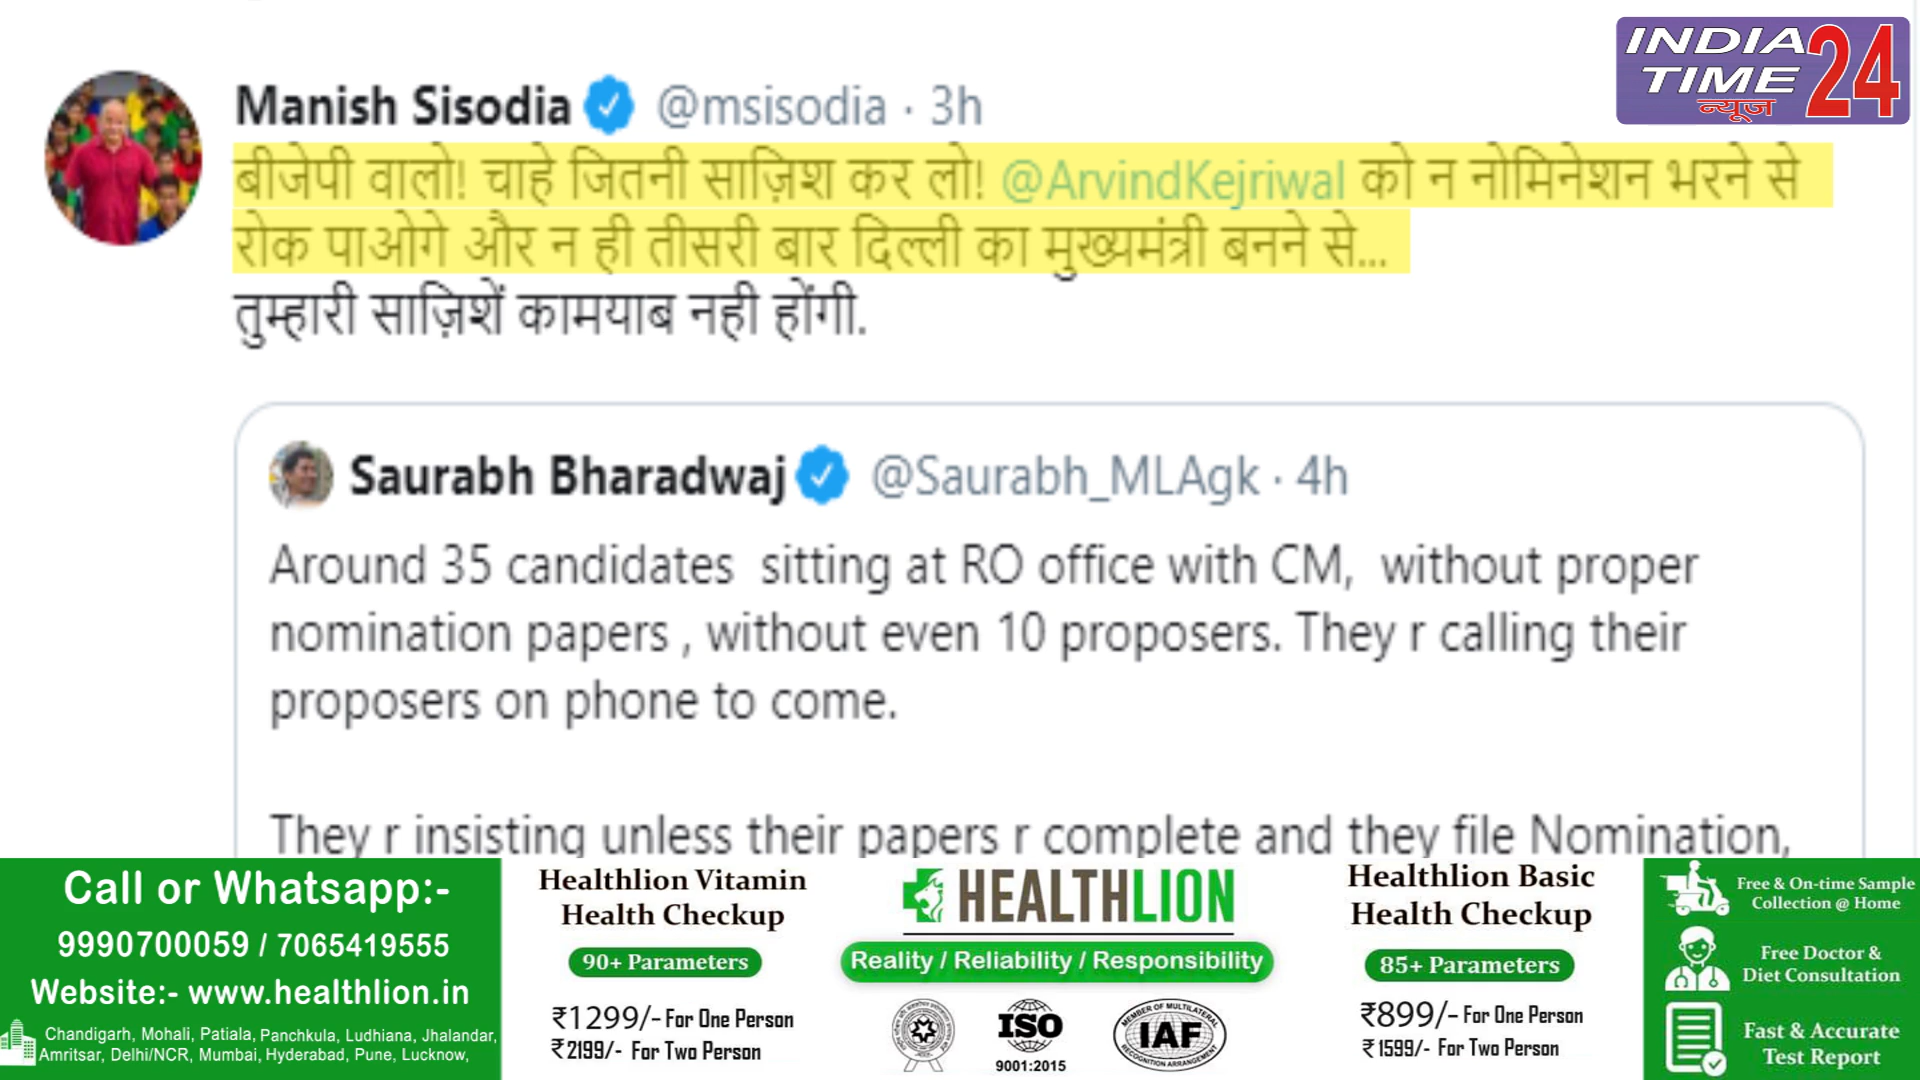 INDIA
TIME 24
न्यूज
Manish Sisodia @msisodia · 3h
बीजेपी वालो! चाहे जितनी साज़िश कर लो! @ArvindKejriwal को न नोमिनेशन भरने से
रोक पाओगे और न ही तीसरी बार दिल्ली का मुख्यमंत्री बनने से...
तुम्हारी साज़िशें कामयाब नही होंगी.
Saurabh Bharadwaj @Saurabh_MLAgk · 4h
Around 35 candidates sitting at RO office with CM, without proper
nomination papers , without even 10 proposers. They r calling their
proposers on phone to come.
They r insisting unless their papers r complete and they file Nomination,
Call or Whatsapp:-
9990700059 / 7065419555
Website:- www.healthlion.in
Chandigarh, Mohali, Patiala, Panchkula, Ludhiana, Jhalandar,
Amritsar, Delhi/NCR, Mumbai, Hyderabad, Pune, Lucknow,
Healthlion Vitamin
Health Checkup
90+ Parameters
₹1299/- For One Person
₹2199/- For Two Person
HEALTHLION
Reality / Reliability / Responsibility
ISO
9001:2015
MEMBER OF MULTILATERAL
IAF
RECOGNITION ARRANGEMENT
Healthlion Basic
Health Checkup
85+ Parameters
₹899/- For One Person
₹1599/- For Two Person
Free & On-time Sample
Collection @ Home
Free Doctor &
Diet Consultation
Fast & Accurate
Test Report